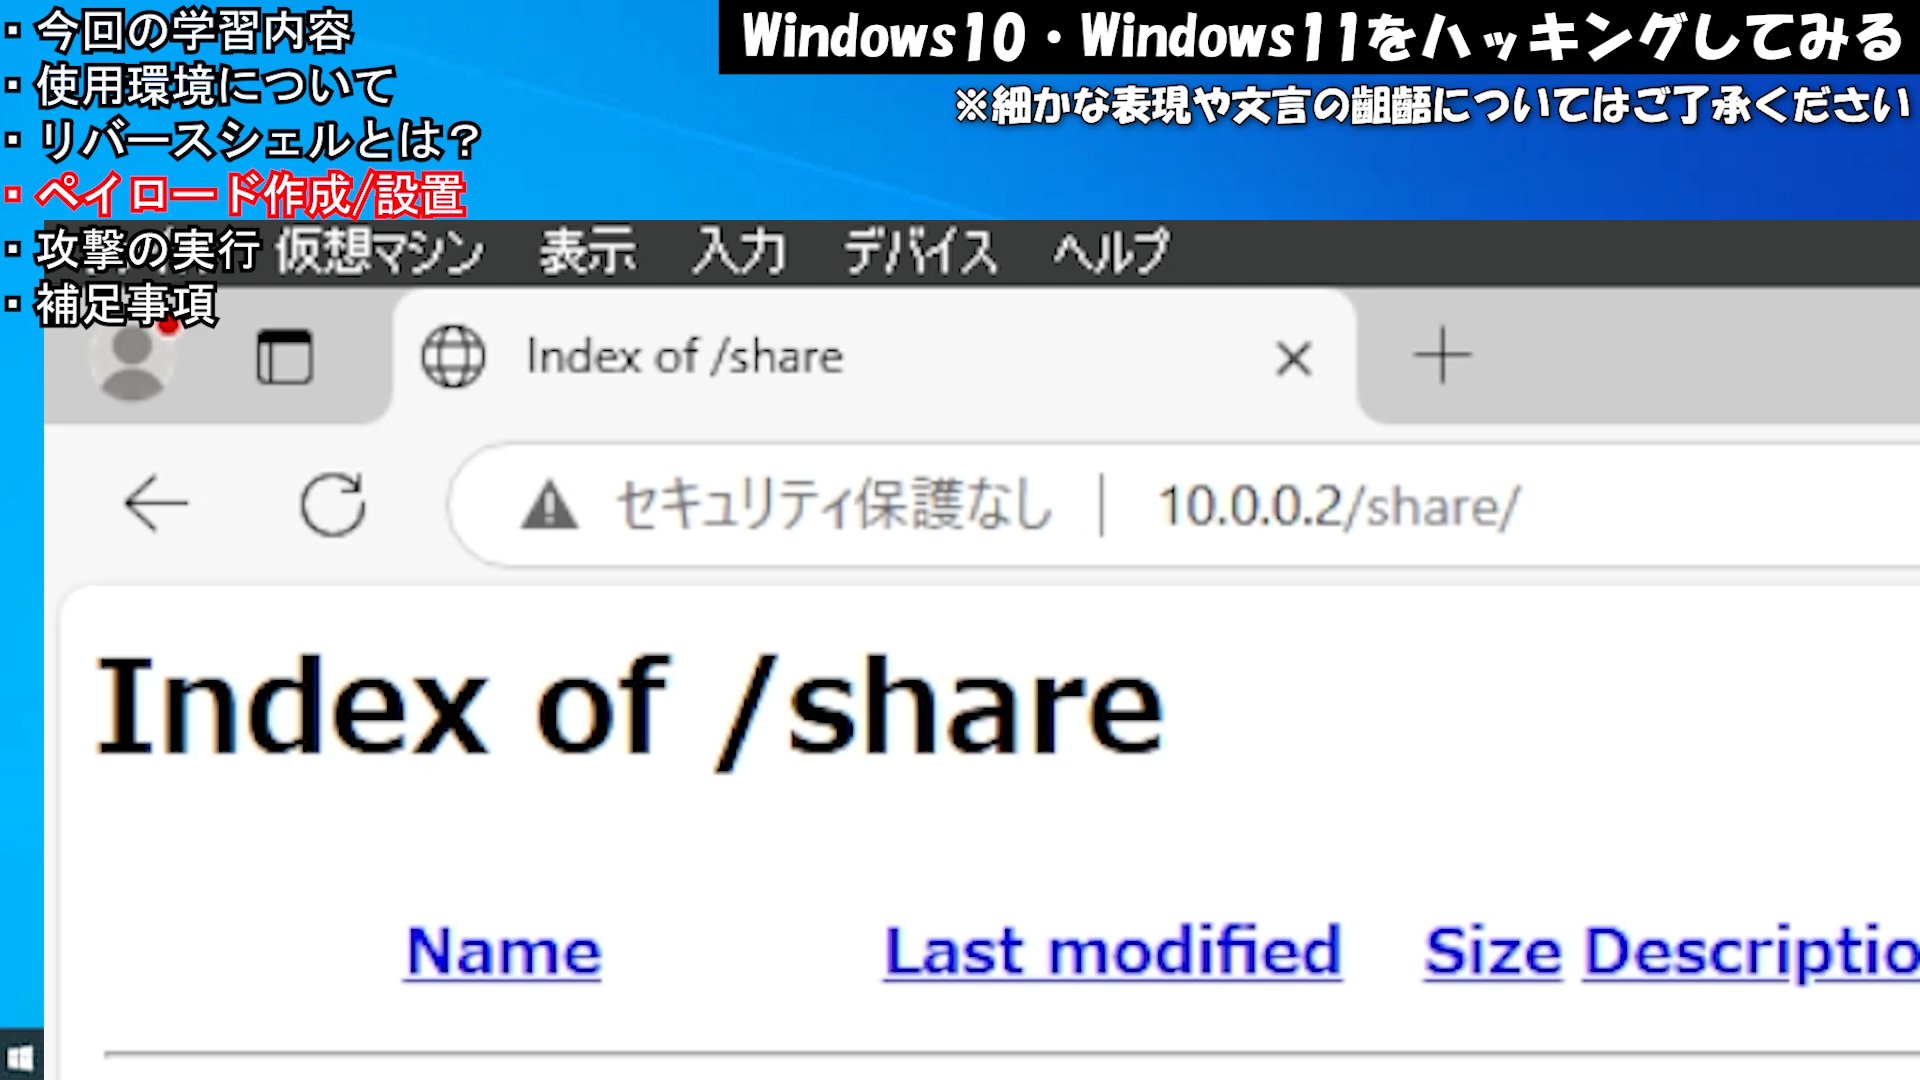 ・今回の学習内容
・使用環境について
・リバースシェルとは？
・ペイロード作成/設置
・攻撃の実行
・補足事項
Windows10・Windows11をハッキングしてみる
※細かな表現や文言の齟齬についてはご了承ください
仮想マシン 表示 入力 デバイス ヘルプ
Index of /share
セキュリティ保護なし 10.0.0.2/share/
Index of /share
Name Last modified Size Descriptio